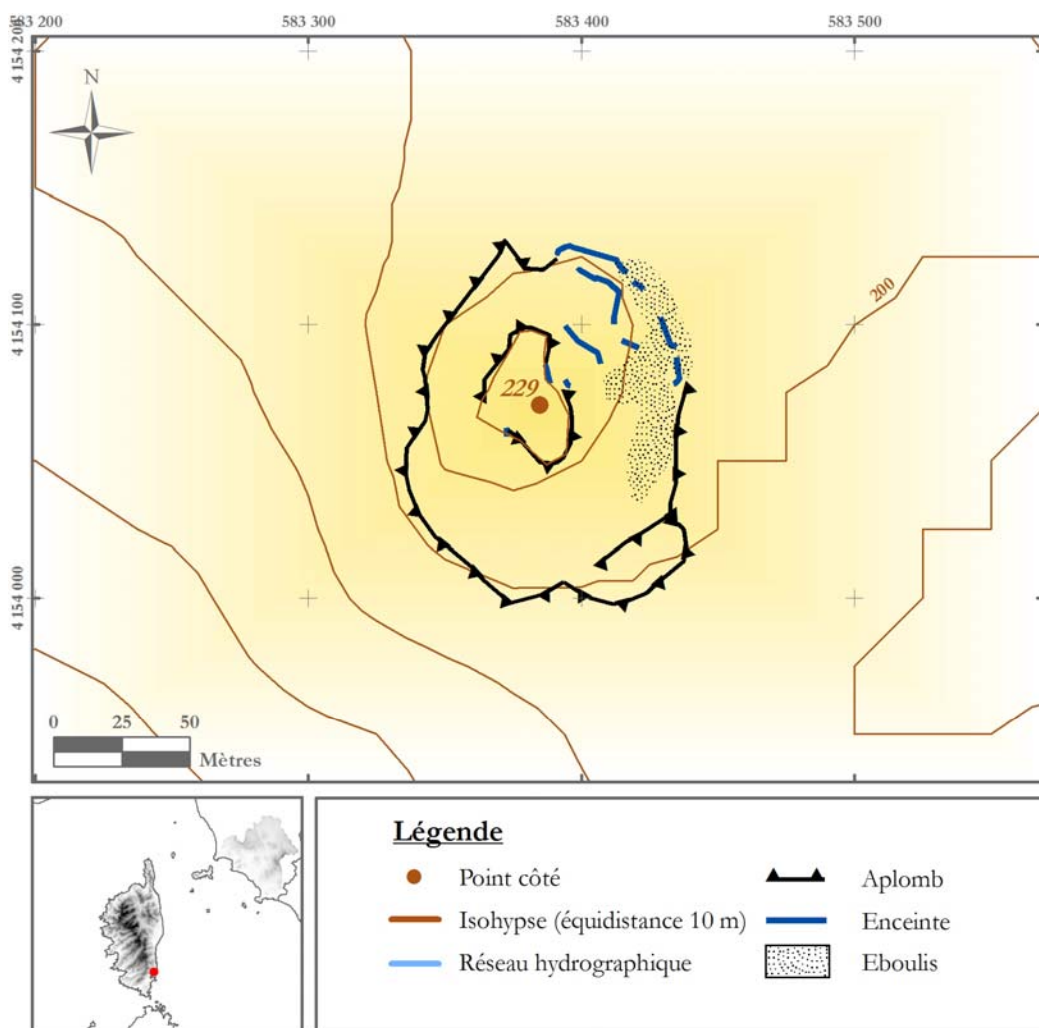 583 200
583 300
583 400
583 500
4 154 200
4 154 100
4 154 000
N
200
229
0
25
50
Mètres
Légende
Point côté
Isohypse (équidistance 10 m)
Réseau hydrographique
Aplomb
Enceinte
Eboulis